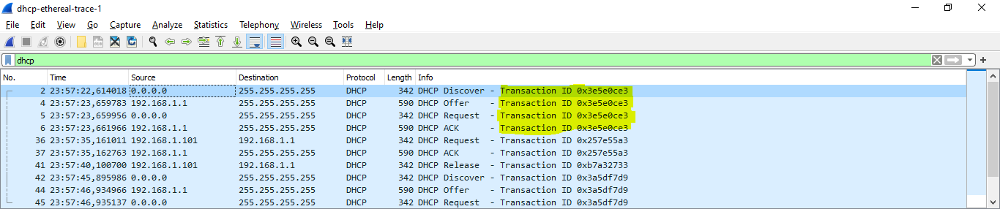 dhcp-ethereal-trace-1
File Edit View Go Capture Analyze Statistics Telephony Wireless Tools Help
dhcp
No. Time Source Destination Protocol Length Info
2 23:57:22,614018 0.0.0.0 255.255.255.255 DHCP 342 DHCP Discover - Transaction ID 0x3e5e0ce3
4 23:57:23,659783 192.168.1.1 255.255.255.255 DHCP 590 DHCP Offer - Transaction ID 0x3e5e0ce3
5 23:57:23,659956 0.0.0.0 255.255.255.255 DHCP 342 DHCP Request - Transaction ID 0x3e5e0ce3
6 23:57:23,661966 192.168.1.1 255.255.255.255 DHCP 590 DHCP ACK - Transaction ID 0x3e5e0ce3
36 23:57:35,161011 192.168.1.101 192.168.1.1 DHCP 342 DHCP Request - Transaction ID 0x257e55a3
37 23:57:35,162763 192.168.1.1 255.255.255.255 DHCP 590 DHCP ACK - Transaction ID 0x257e55a3
41 23:57:40,100700 192.168.1.101 192.168.1.1 DHCP 342 DHCP Release - Transaction ID 0xb7a32733
42 23:57:45,895986 0.0.0.0 255.255.255.255 DHCP 342 DHCP Discover - Transaction ID 0x3a5df7d9
44 23:57:46,934966 192.168.1.1 255.255.255.255 DHCP 590 DHCP Offer - Transaction ID 0x3a5df7d9
45 23:57:46,935137 0.0.0.0 255.255.255.255 DHCP 342 DHCP Request - Transaction ID 0x3a5df7d9